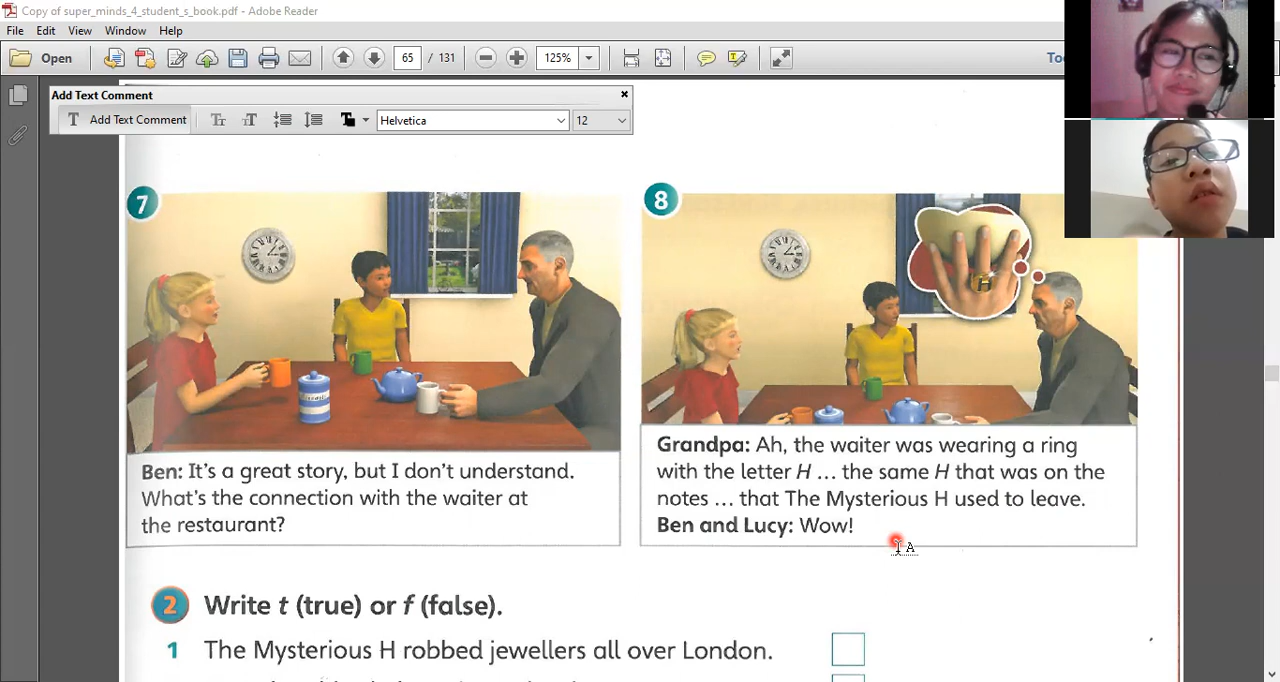 Copy of super_minds_4_student_s_book.pdf - Adobe Reader
File Edit View Window Help
Open 65 / 131 125% Too
Add Text Comment
T Add Text Comment Helvetica 12
7
8
H
Ben: It's a great story, but I don't understand.
What's the connection with the waiter at
the restaurant?
Grandpa: Ah, the waiter was wearing a ring
with the letter H ... the same H that was on the
notes ... that The Mysterious H used to leave.
Ben and Lucy: Wow!
2 Write t (true) or f (false).
1 The Mysterious H robbed jewellers all over London.